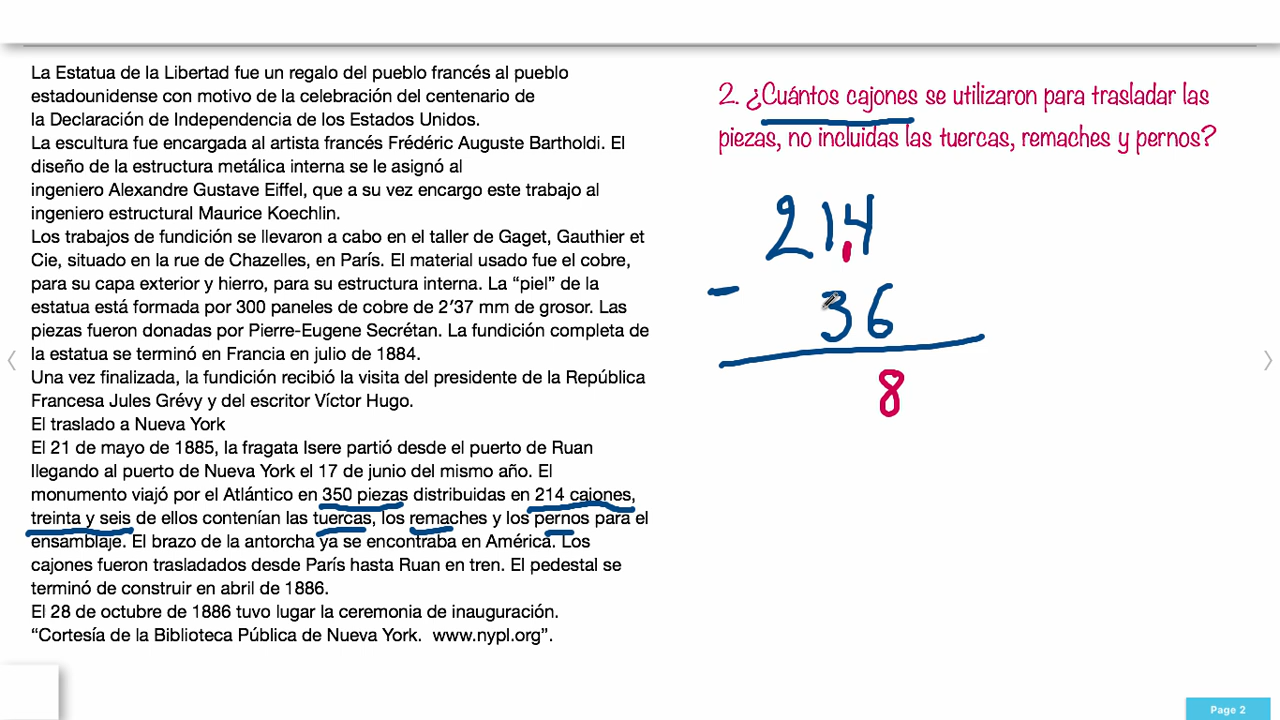 La Estatua de la Libertad fue un regalo del pueblo francés al pueblo
estadounidense con motivo de la celebración del centenario de
la Declaración de Independencia de los Estados Unidos.
La escultura fue encargada al artista francés Frédéric Auguste Bartholdi. El
diseño de la estructura metálica interna se le asignó al
ingeniero Alexandre Gustave Eiffel, que a su vez encargo este trabajo al
ingeniero estructural Maurice Koechlin.
Los trabajos de fundición se llevaron a cabo en el taller de Gaget, Gauthier et
Cie, situado en la rue de Chazelles, en París. El material usado fue el cobre,
para su capa exterior y hierro, para su estructura interna. La “piel” de la
estatua está formada por 300 paneles de cobre de 2′37 mm de grosor. Las
piezas fueron donadas por Pierre-Eugene Secrétan. La fundición completa de
la estatua se terminó en Francia en julio de 1884.
Una vez finalizada, la fundición recibió la visita del presidente de la República
Francesa Jules Grévy y del escritor Víctor Hugo.
El traslado a Nueva York
El 21 de mayo de 1885, la fragata Isere partió desde el puerto de Ruan
llegando al puerto de Nueva York el 17 de junio del mismo año. El
monumento viajó por el Atlántico en 350 piezas distribuidas en 214 cajones,
treinta y seis de ellos contenían las tuercas, los remaches y los pernos para el
ensamblaje. El brazo de la antorcha ya se encontraba en América. Los
cajones fueron trasladados desde París hasta Ruan en tren. El pedestal se
terminó de construir en abril de 1886.
El 28 de octubre de 1886 tuvo lugar la ceremonia de inauguración.
“Cortesía de la Biblioteca Pública de Nueva York. www.nypl.org”.
2. ¿Cuántos cajones se utilizaron para trasladar las
piezas, no incluidas las tuercas, remaches y pernos?
214
- 36
8
Page 2